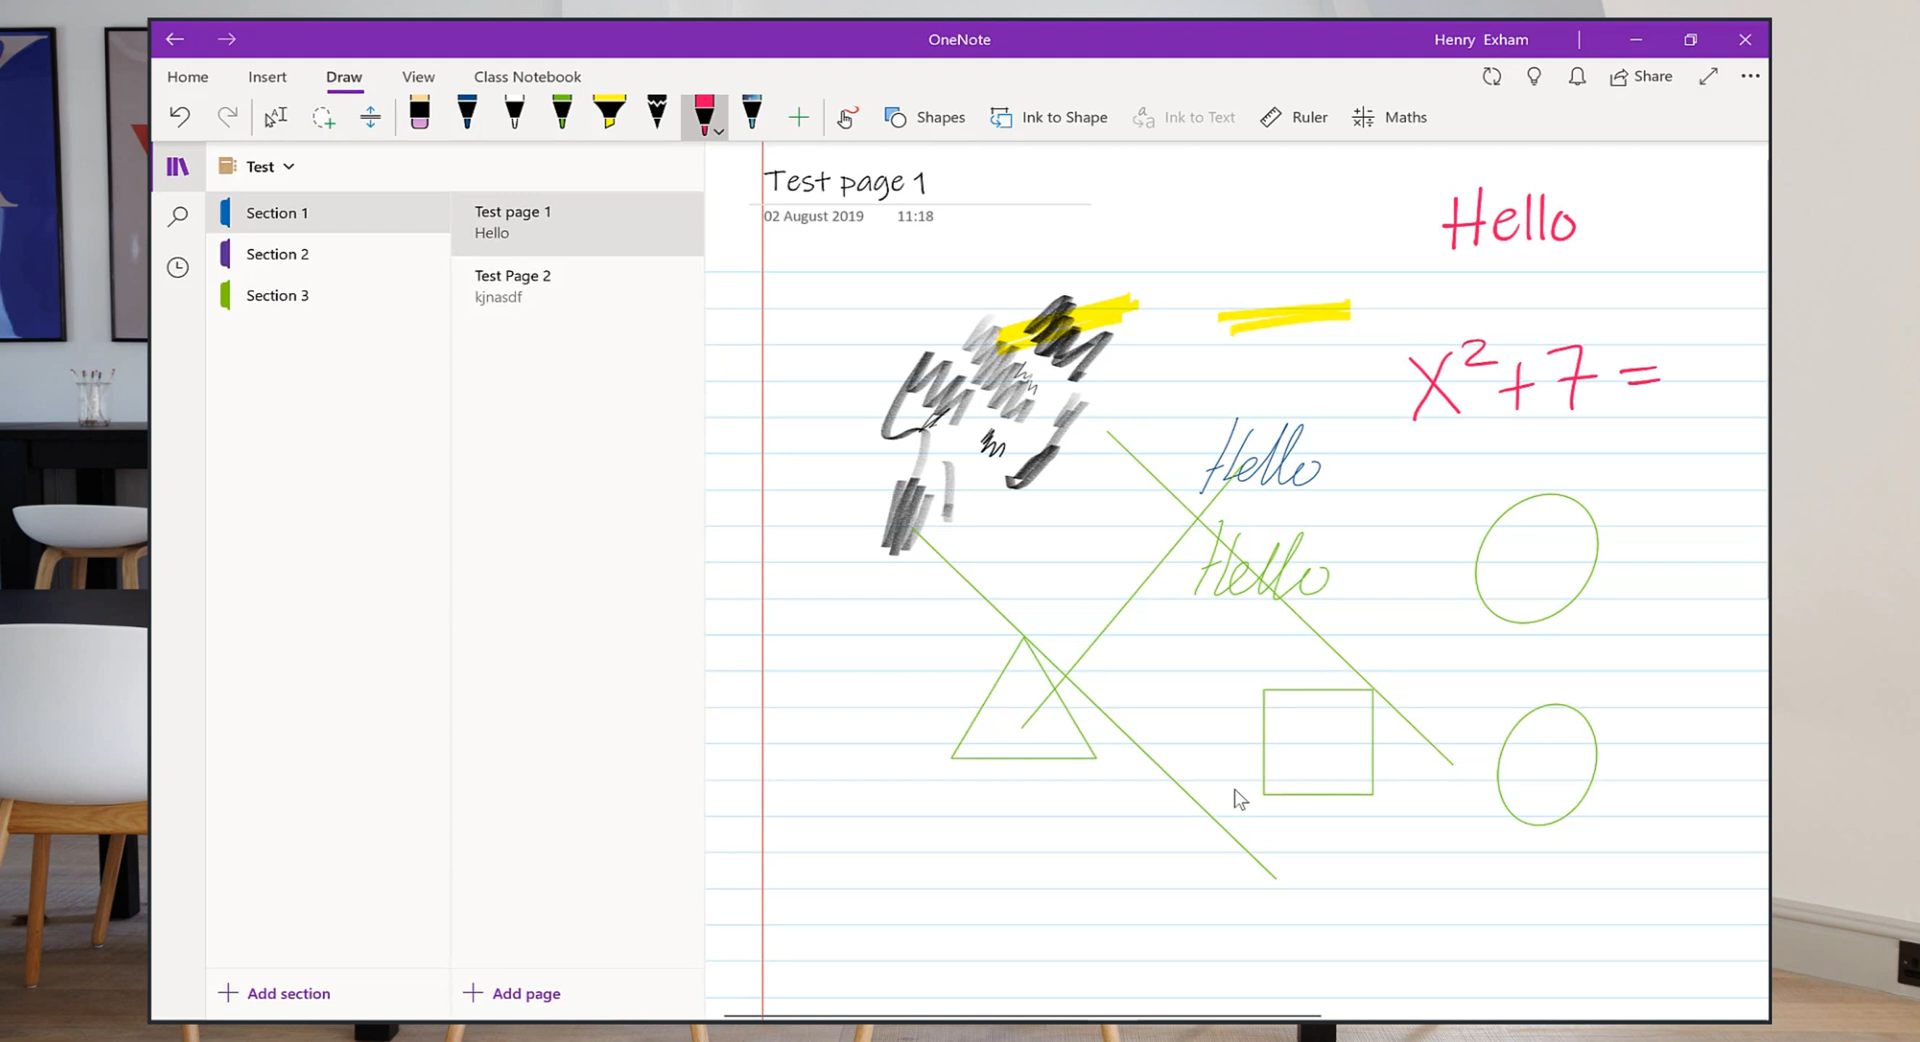 OneNote
Henry Exham
Home Insert Draw View Class Notebook
Share
Shapes Ink to Shape Ink to Text Ruler Maths
Test
Section 1
Section 2
Section 3
Test page 1
Hello
Test Page 2
kjnasdf
Add section
Add page
Test page 1
02 August 2019 11:18
Hello
x²+7=
Hello
Hello